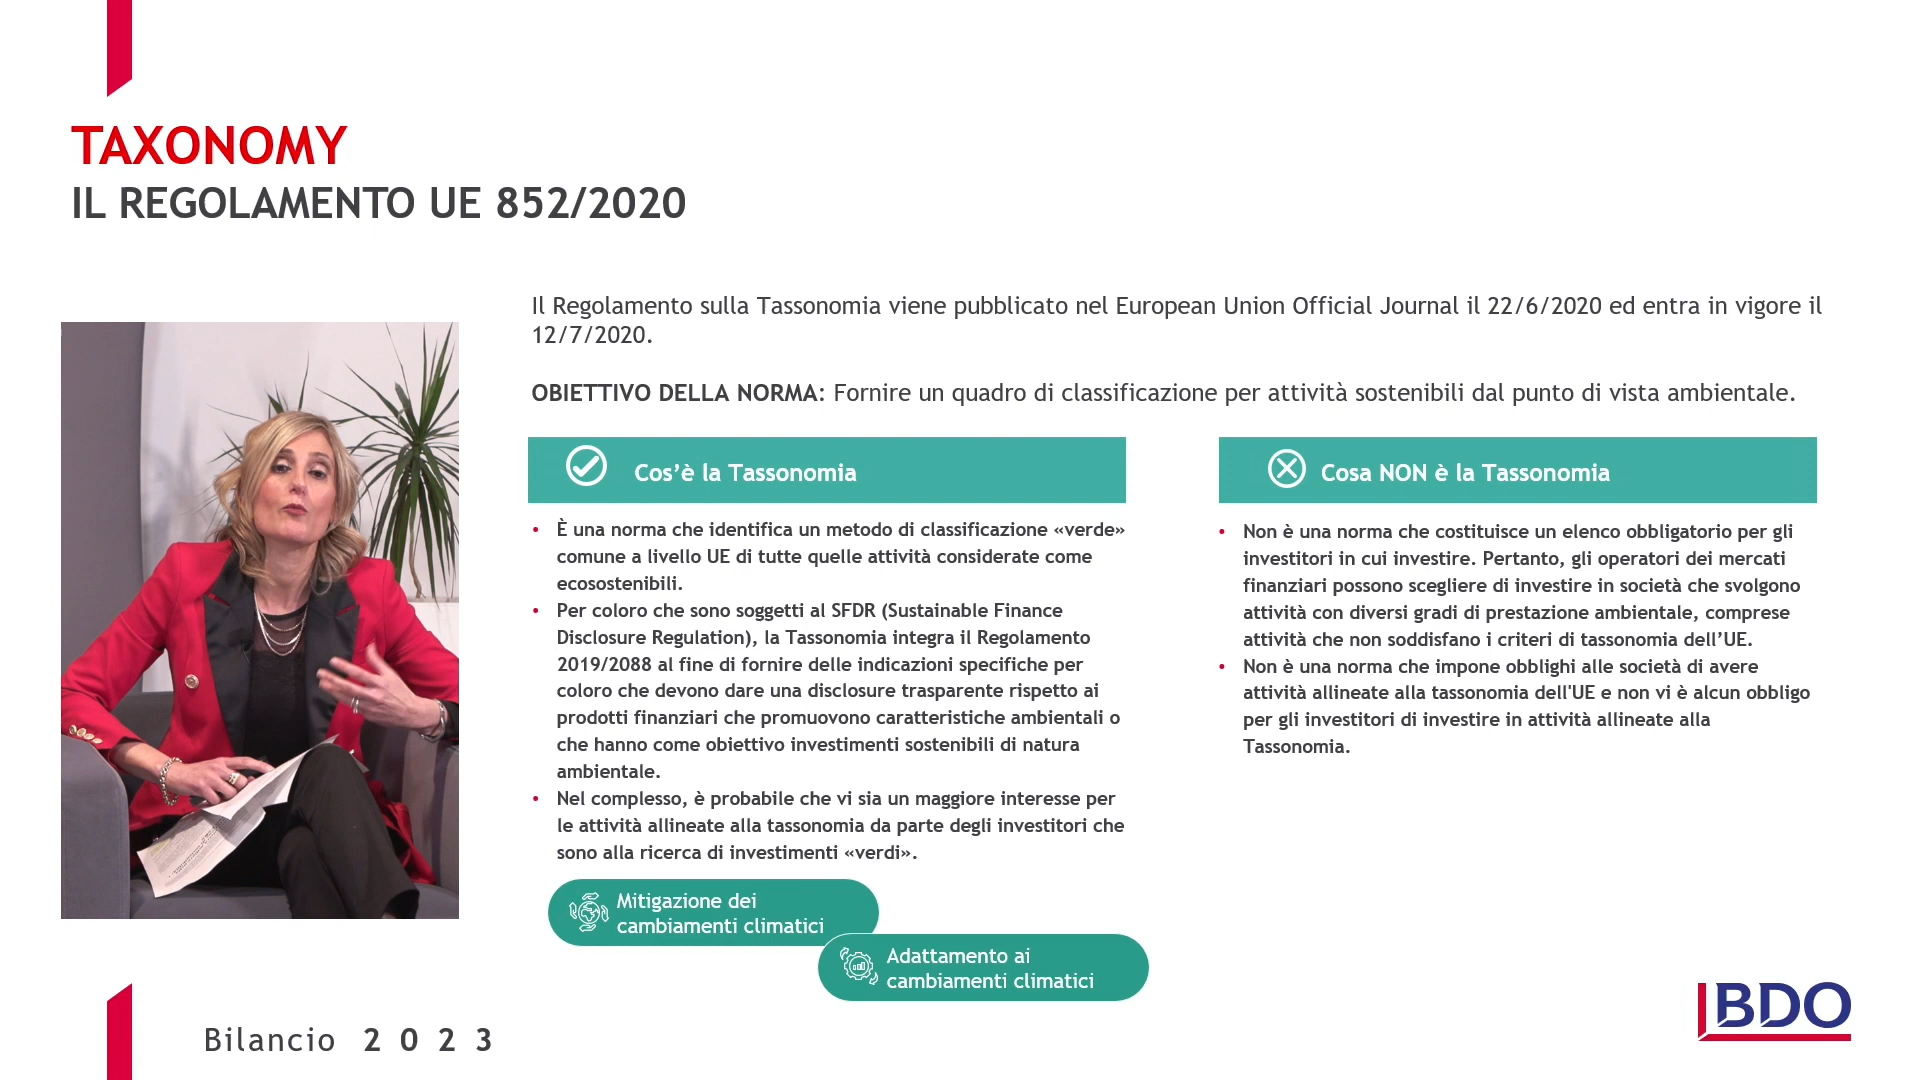 TAXONOMY
IL REGOLAMENTO UE 852/2020
Il Regolamento sulla Tassonomia viene pubblicato nel European Union Official Journal il 22/6/2020 ed entra in vigore il
12/7/2020.
OBIETTIVO DELLA NORMA: Fornire un quadro di classificazione per attività sostenibili dal punto di vista ambientale.
Cos’è la Tassonomia
• È una norma che identifica un metodo di classificazione «verde»
comune a livello UE di tutte quelle attività considerate come
ecosostenibili.
• Per coloro che sono soggetti al SFDR (Sustainable Finance
Disclosure Regulation), la Tassonomia integra il Regolamento
2019/2088 al fine di fornire delle indicazioni specifiche per
coloro che devono dare una disclosure trasparente rispetto ai
prodotti finanziari che promuovono caratteristiche ambientali o
che hanno come obiettivo investimenti sostenibili di natura
ambientale.
• Nel complesso, è probabile che vi sia un maggiore interesse per
le attività allineate alla tassonomia da parte degli investitori che
sono alla ricerca di investimenti «verdi».
Mitigazione dei
cambiamenti climatici
Adattamento ai
cambiamenti climatici
Cosa NON è la Tassonomia
• Non è una norma che costituisce un elenco obbligatorio per gli
investitori in cui investire. Pertanto, gli operatori dei mercati
finanziari possono scegliere di investire in società che svolgono
attività con diversi gradi di prestazione ambientale, comprese
attività che non soddisfano i criteri di tassonomia dell’UE.
• Non è una norma che impone obblighi alle società di avere
attività allineate alla tassonomia dell'UE e non vi è alcun obbligo
per gli investitori di investire in attività allineate alla
Tassonomia.
Bilancio 2023
BDO